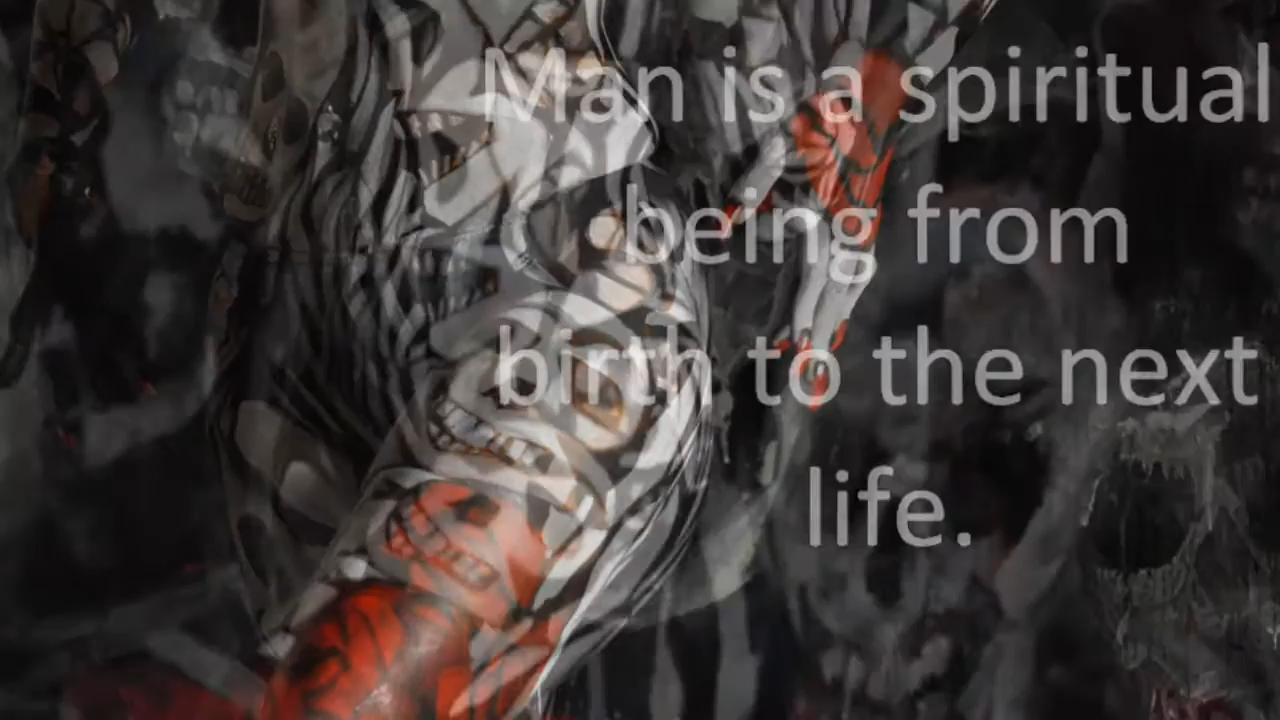 Man is a spiritual
being from
birth to the next
life.